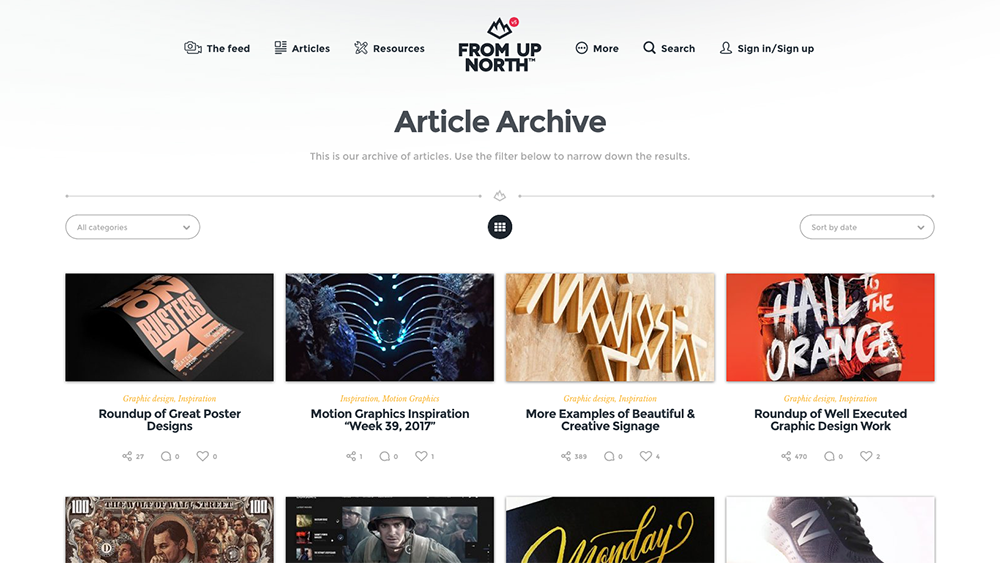 The feed
Articles
Resources
v5
FROM UP
NORTH™
More
Search
Sign in/Sign up
Article Archive
This is our archive of articles. Use the filter below to narrow down the results.
All categories
Sort by date
BUSTERS
HAIL
TO
THE
ORANGE
Graphic design, Inspiration
Roundup of Great Poster
Designs
27
0
0
Inspiration, Motion Graphics
Motion Graphics Inspiration
“Week 39, 2017”
1
0
1
Graphic design, Inspiration
More Examples of Beautiful &
Creative Signage
389
0
4
Graphic design, Inspiration
Roundup of Well Executed
Graphic Design Work
470
0
2
100
THE WOLF OF WALL STREET
100
Monday
N